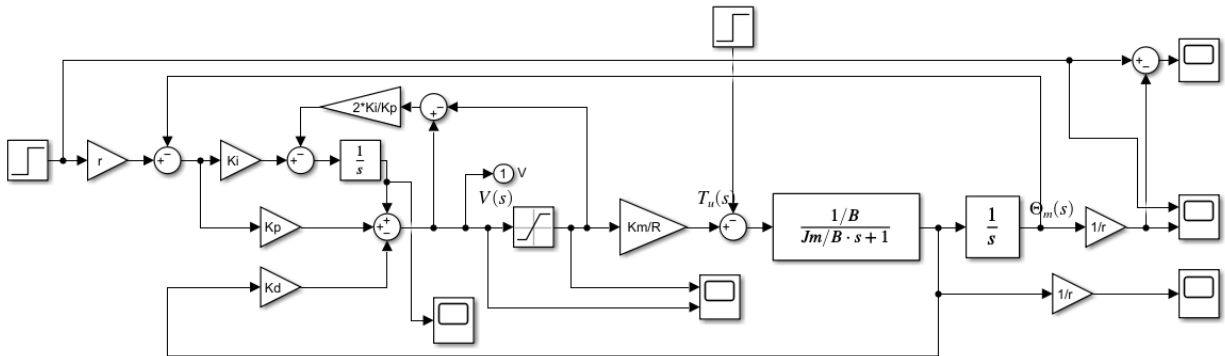 2*Ki/Kp
r
Ki
1
s
1
V
V(s)
T_u(s)
Θ_m(s)
Kp
Km/R
1/B
Jm/B · s + 1
1
s
1/r
Kd
1/r